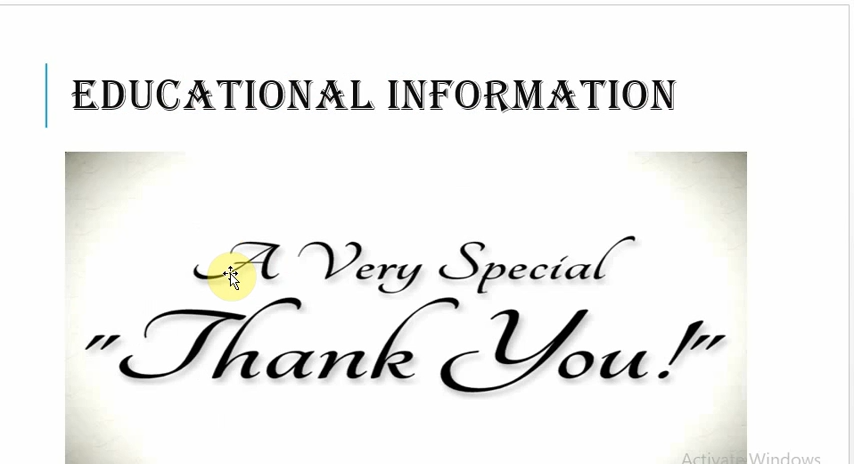 EDUCATIONAL INFORMATION
A Very Special
"Thank You!"
Activate Windows